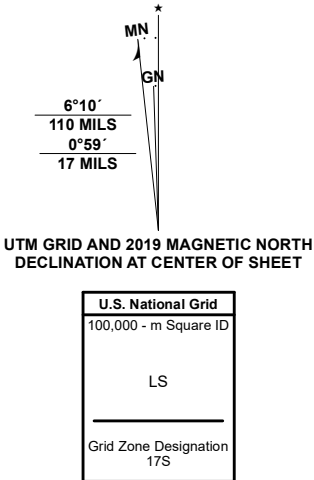 ★
MN
GN
6°10´
110 MILS
0°59´
17 MILS
UTM GRID AND 2019 MAGNETIC NORTH
DECLINATION AT CENTER OF SHEET
U.S. National Grid
100,000 - m Square ID
LS
Grid Zone Designation
17S